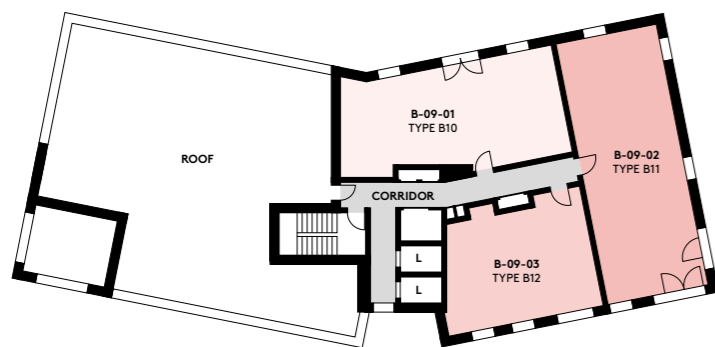 B-09-01
TYPE B10
ROOF
B-09-02
TYPE B11
CORRIDOR
L
B-09-03
TYPE B12
L